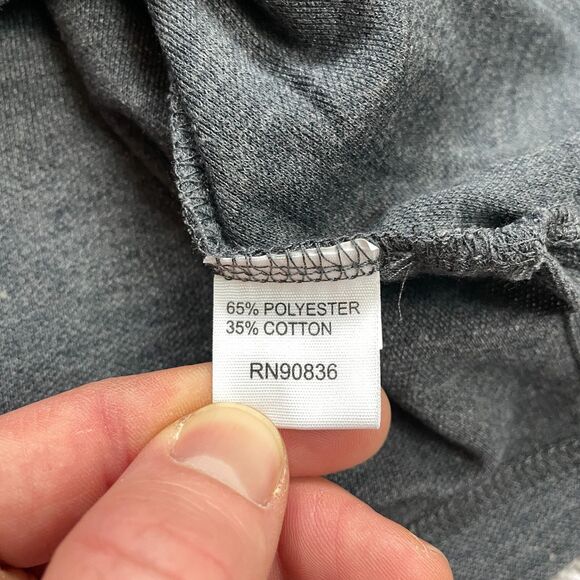 65% POLYESTER
35% COTTON
RN90836